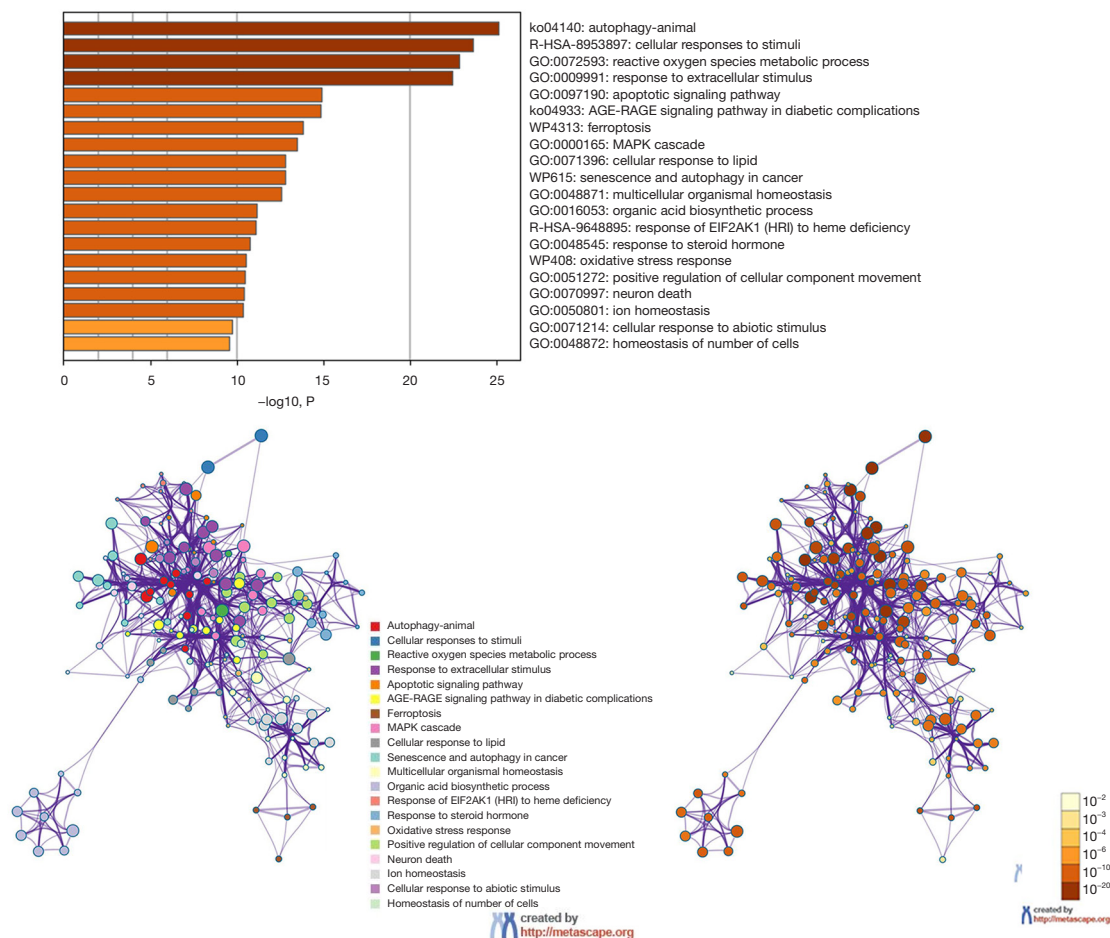 ko04140: autophagy-animal
R-HSA-8953897: cellular responses to stimuli
GO:0072593: reactive oxygen species metabolic process
GO:0009991: response to extracellular stimulus
GO:0097190: apoptotic signaling pathway
ko04933: AGE-RAGE signaling pathway in diabetic complications
WP4313: ferroptosis
GO:0000165: MAPK cascade
GO:0071396: cellular response to lipid
WP615: senescence and autophagy in cancer
GO:0048871: multicellular organismal homeostasis
GO:0016053: organic acid biosynthetic process
R-HSA-9648895: response of EIF2AK1 (HRI) to heme deficiency
GO:0048545: response to steroid hormone
WP408: oxidative stress response
GO:0051272: positive regulation of cellular component movement
GO:0070997: neuron death
GO:0050801: ion homeostasis
GO:0071214: cellular response to abiotic stimulus
GO:0048872: homeostasis of number of cells
0 5 10 15 20 25
−log10, P
Autophagy-animal
Cellular responses to stimuli
Reactive oxygen species metabolic process
Response to extracellular stimulus
Apoptotic signaling pathway
AGE-RAGE signaling pathway in diabetic complications
Ferroptosis
MAPK cascade
Cellular response to lipid
Senescence and autophagy in cancer
Multicellular organismal homeostasis
Organic acid biosynthetic process
Response of EIF2AK1 (HRI) to heme deficiency
Response to steroid hormone
Oxidative stress response
Positive regulation of cellular component movement
Neuron death
Ion homeostasis
Cellular response to abiotic stimulus
Homeostasis of number of cells
created by
http://metascape.org
10⁻²
10⁻³
10⁻⁴
10⁻⁶
10⁻¹⁰
10⁻²⁰
created by
http://metascape.org